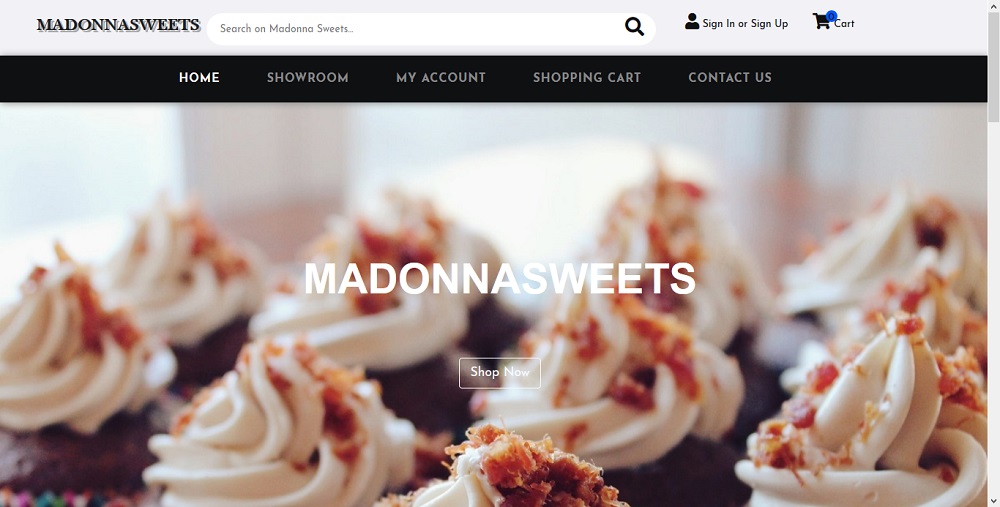 MADONNASWEETS
Search on Madonna Sweets...
Sign In or Sign Up
0
Cart
HOME SHOWROOM MY ACCOUNT SHOPPING CART CONTACT US
MADONNASWEETS
Shop Now